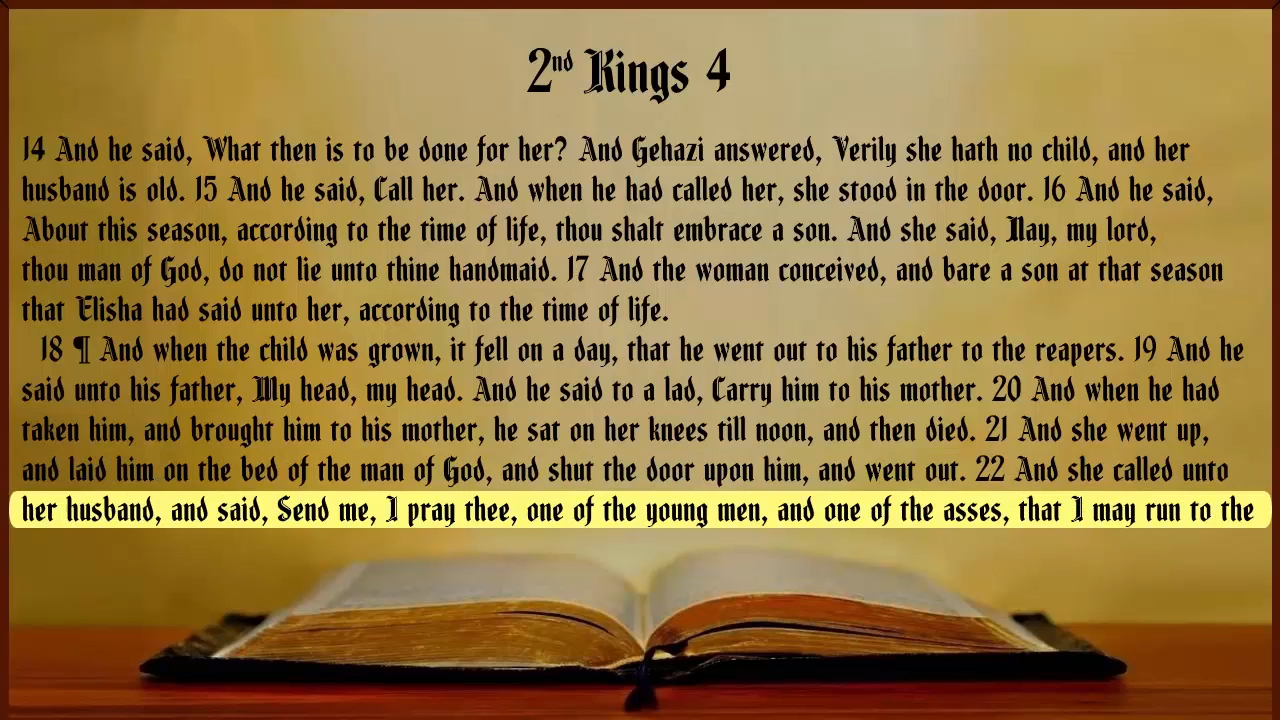 2nd Kings 4
14 And he said, What then is to be done for her? And Gehazi answered, Verily she hath no child, and her
husband is old. 15 And he said, Call her. And when he had called her, she stood in the door. 16 And he said,
About this season, according to the time of life, thou shalt embrace a son. And she said, Nay, my lord,
thou man of God, do not lie unto thine handmaid. 17 And the woman conceived, and bare a son at that season
that Elisha had said unto her, according to the time of life.
18 ¶ And when the child was grown, it fell on a day, that he went out to his father to the reapers. 19 And he
said unto his father, My head, my head. And he said to a lad, Carry him to his mother. 20 And when he had
taken him, and brought him to his mother, he sat on her knees till noon, and then died. 21 And she went up,
and laid him on the bed of the man of God, and shut the door upon him, and went out. 22 And she called unto
her husband, and said, Send me, I pray thee, one of the young men, and one of the asses, that I may run to the